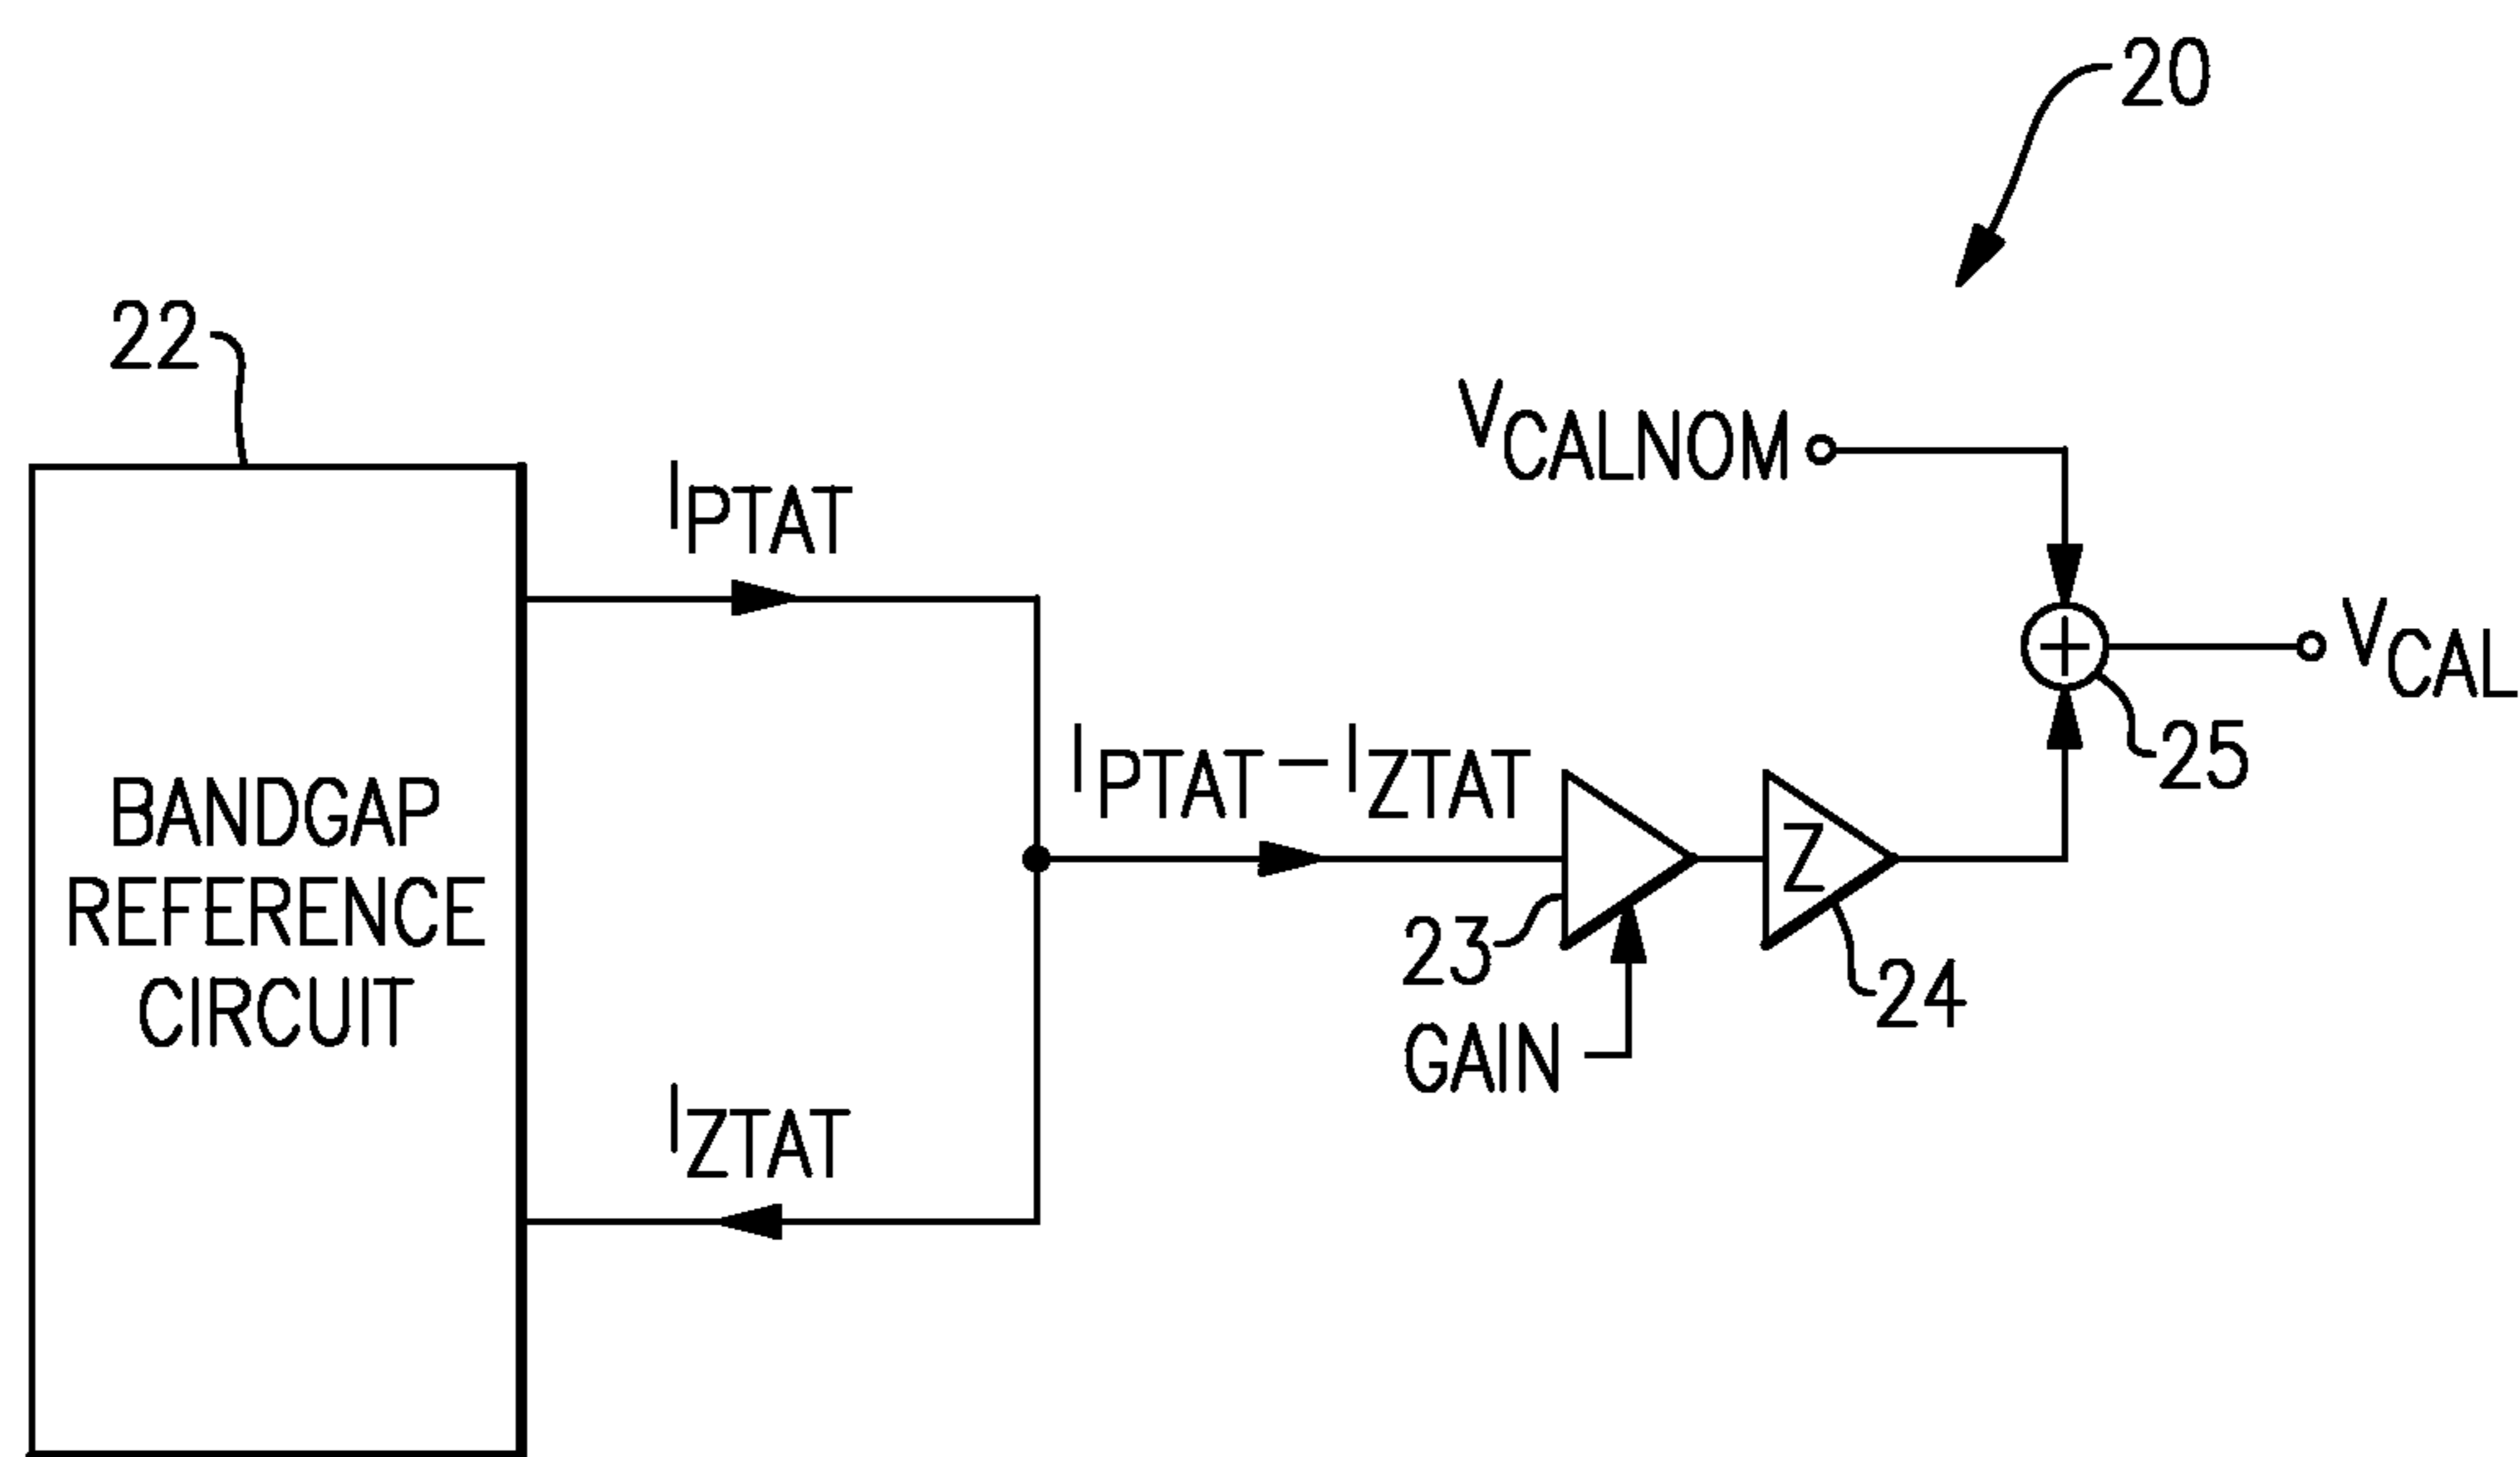 20
22
VCALNOM
IPTAT
VCAL
25
IPTAT–IZTAT
BANDGAP
REFERENCE
CIRCUIT
Z
23
24
GAIN
IZTAT